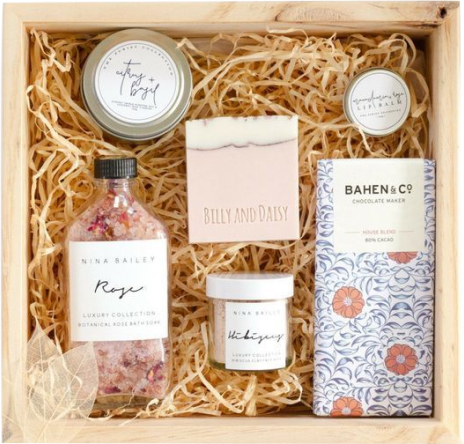 citrus +
basil
BILLY AND DAISY
LIP BALM
BAHEN & Co
CHOCOLATE MAKER
HOUSE BLEND
80% CACAO
NINA BAILEY
Rose
LUXURY COLLECTION
BOTANICAL ROSE BATH SOAK
NINA BAILEY
Hibiscus
LUXURY COLLECTION